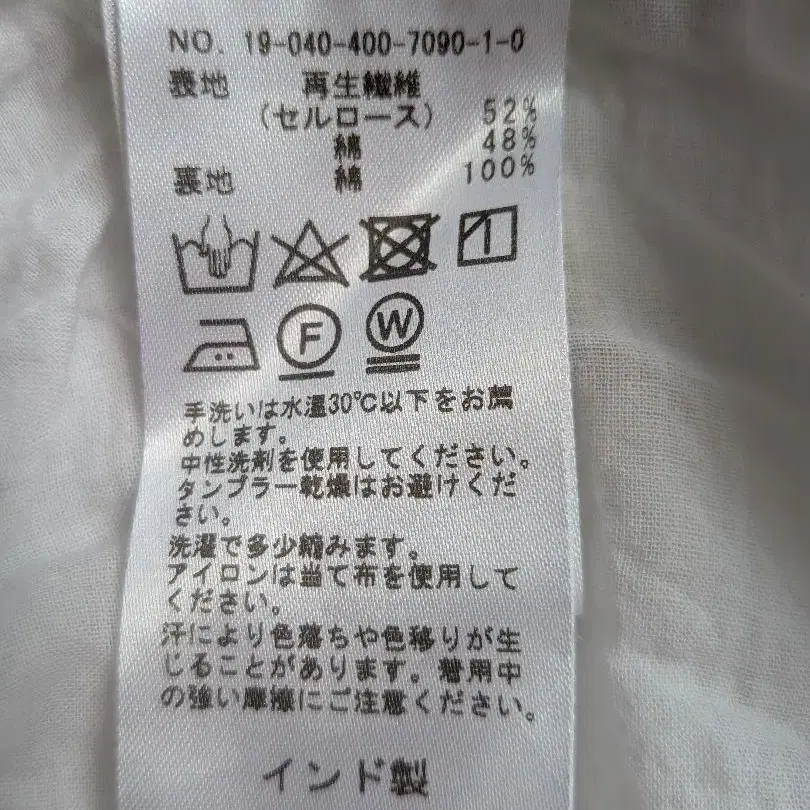 NO. 19-040-400-7090-1-0
表地 再生繊維
(セルロース) 52%
綿 48%
裏地 綿 100%
F W
手洗いは水温30℃以下をお薦
めします。
中性洗剤を使用してください。
タンブラー乾燥はお避けくだ
さい。
洗濯で多少縮みます。
アイロンは当て布を使用して
ください。
汗により色落ちや色移りが生
じることがあります。着用中
の強い摩擦にご注意ください。
インド製